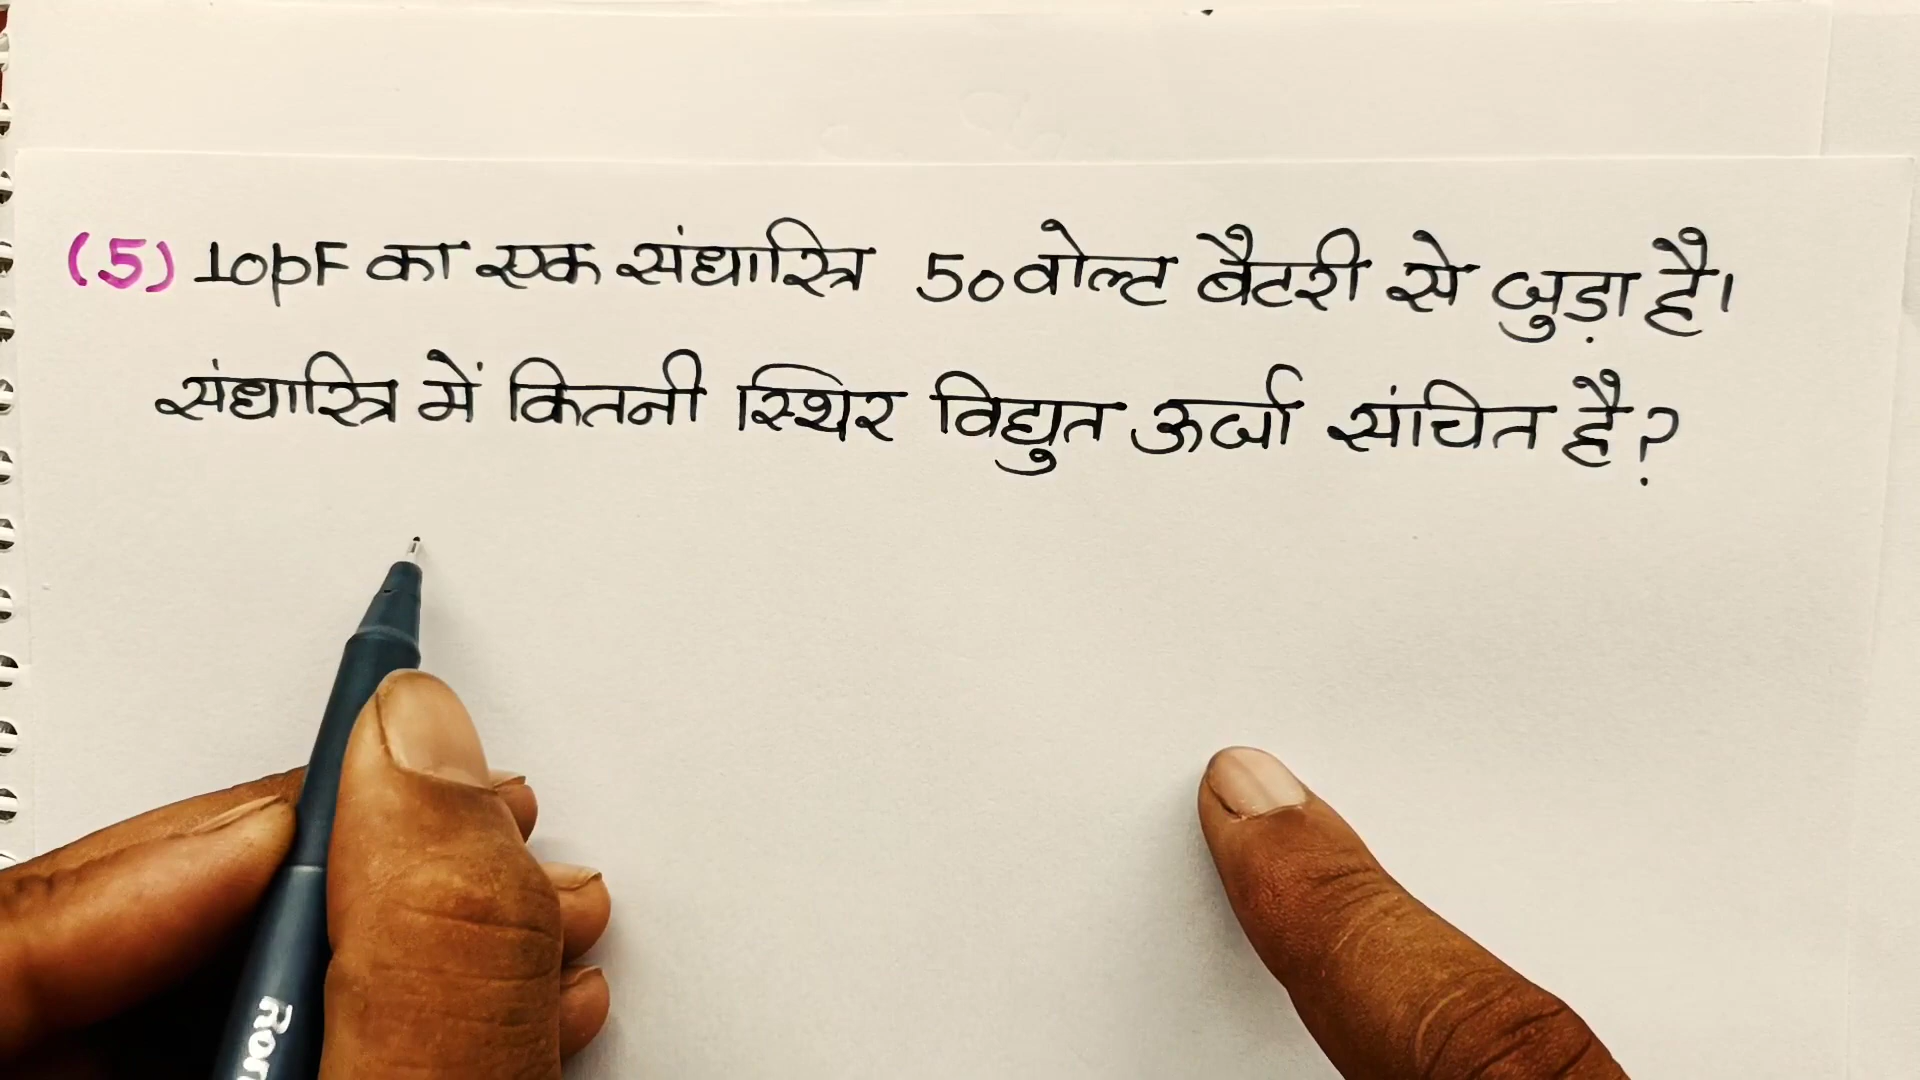 (5) 10pF का एक संधारित्र 50 वोल्ट बैटरी से जुड़ा है।
संधारित्र में कितनी स्थिर विद्युत ऊर्जा संचित है?